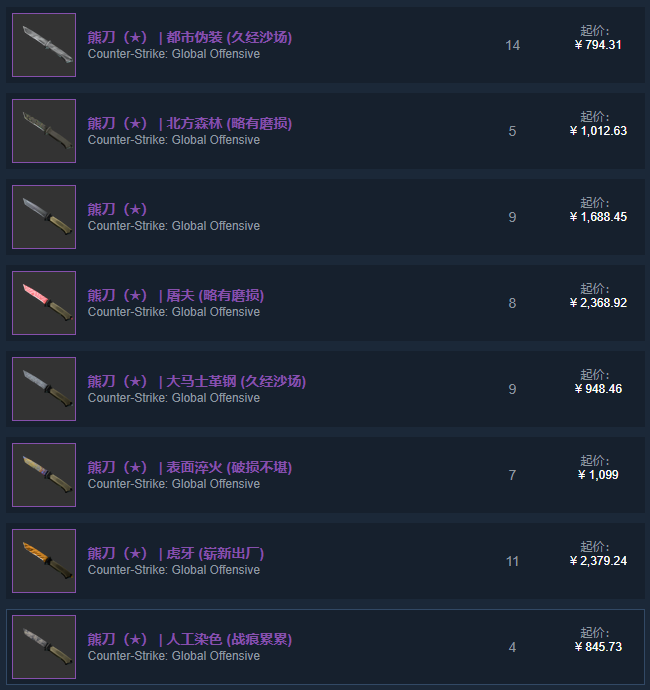 熊刀（★） | 都市伪装 (久经沙场)
Counter-Strike: Global Offensive
14
起价：
¥ 794.31
熊刀（★） | 北方森林 (略有磨损)
Counter-Strike: Global Offensive
5
起价：
¥ 1,012.63
熊刀（★）
Counter-Strike: Global Offensive
9
起价：
¥ 1,688.45
熊刀（★） | 屠夫 (略有磨损)
Counter-Strike: Global Offensive
8
起价：
¥ 2,368.92
熊刀（★） | 大马士革钢 (久经沙场)
Counter-Strike: Global Offensive
9
起价：
¥ 948.46
熊刀（★） | 表面淬火 (破损不堪)
Counter-Strike: Global Offensive
7
起价：
¥ 1,099
熊刀（★） | 虎牙 (崭新出厂)
Counter-Strike: Global Offensive
11
起价：
¥ 2,379.24
熊刀（★） | 人工染色 (战痕累累)
Counter-Strike: Global Offensive
4
起价：
¥ 845.73